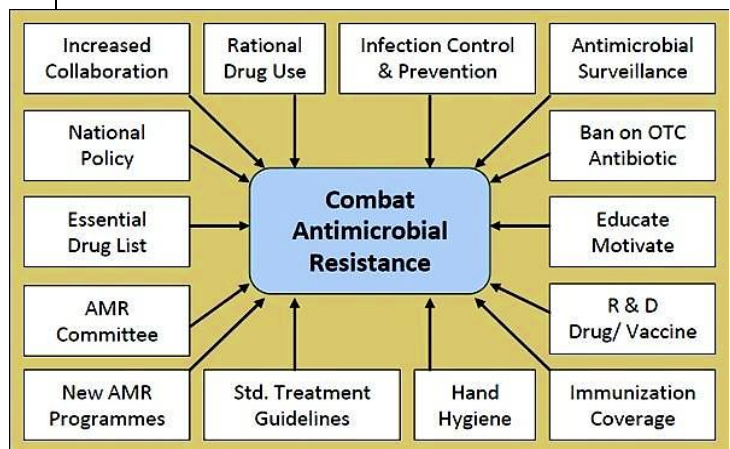 Increased
Collaboration
Rational
Drug Use
Infection Control
& Prevention
Antimicrobial
Surveillance
National
Policy
Ban on OTC
Antibiotic
Combat
Antimicrobial
Resistance
Essential
Drug List
Educate
Motivate
AMR
Committee
R & D
Drug/ Vaccine
New AMR
Programmes
Std. Treatment
Guidelines
Hand
Hygiene
Immunization
Coverage